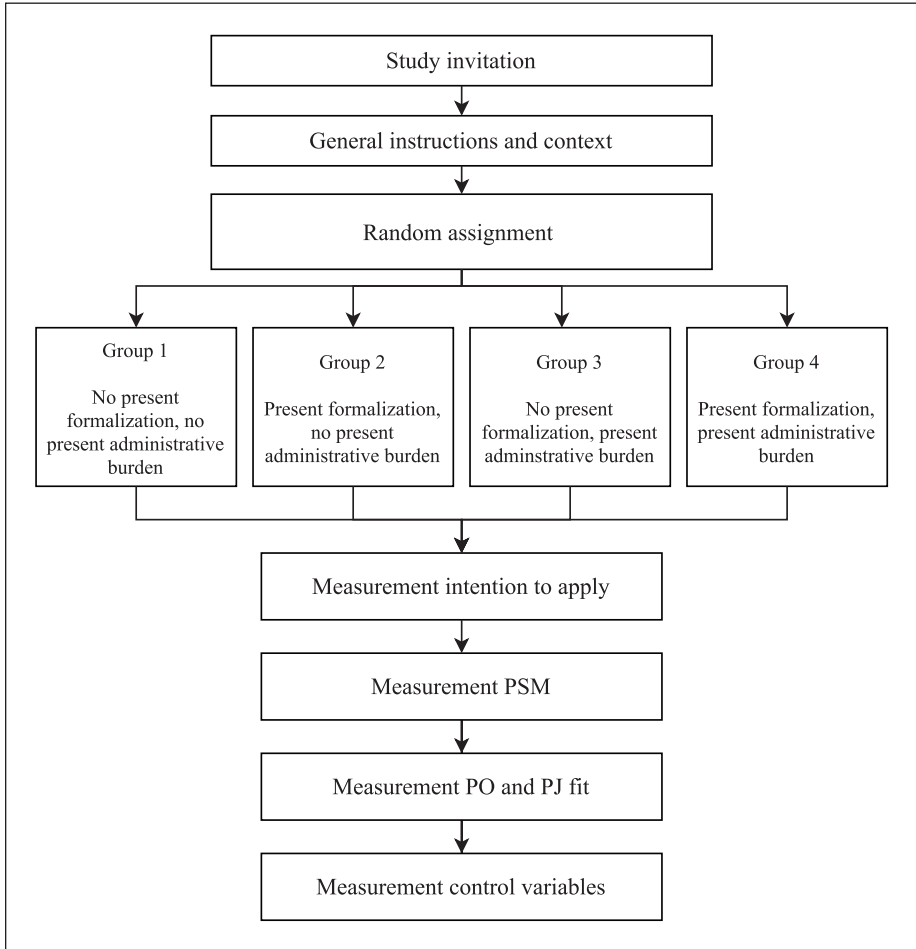 Study invitation
General instructions and context
Random assignment
Group 1
No present
formalization, no
present administrative
burden
Group 2
Present formalization,
no present
administrative burden
Group 3
No present
formalization, present
adminstrative burden
Group 4
Present formalization,
present administrative
burden
Measurement intention to apply
Measurement PSM
Measurement PO and PJ fit
Measurement control variables